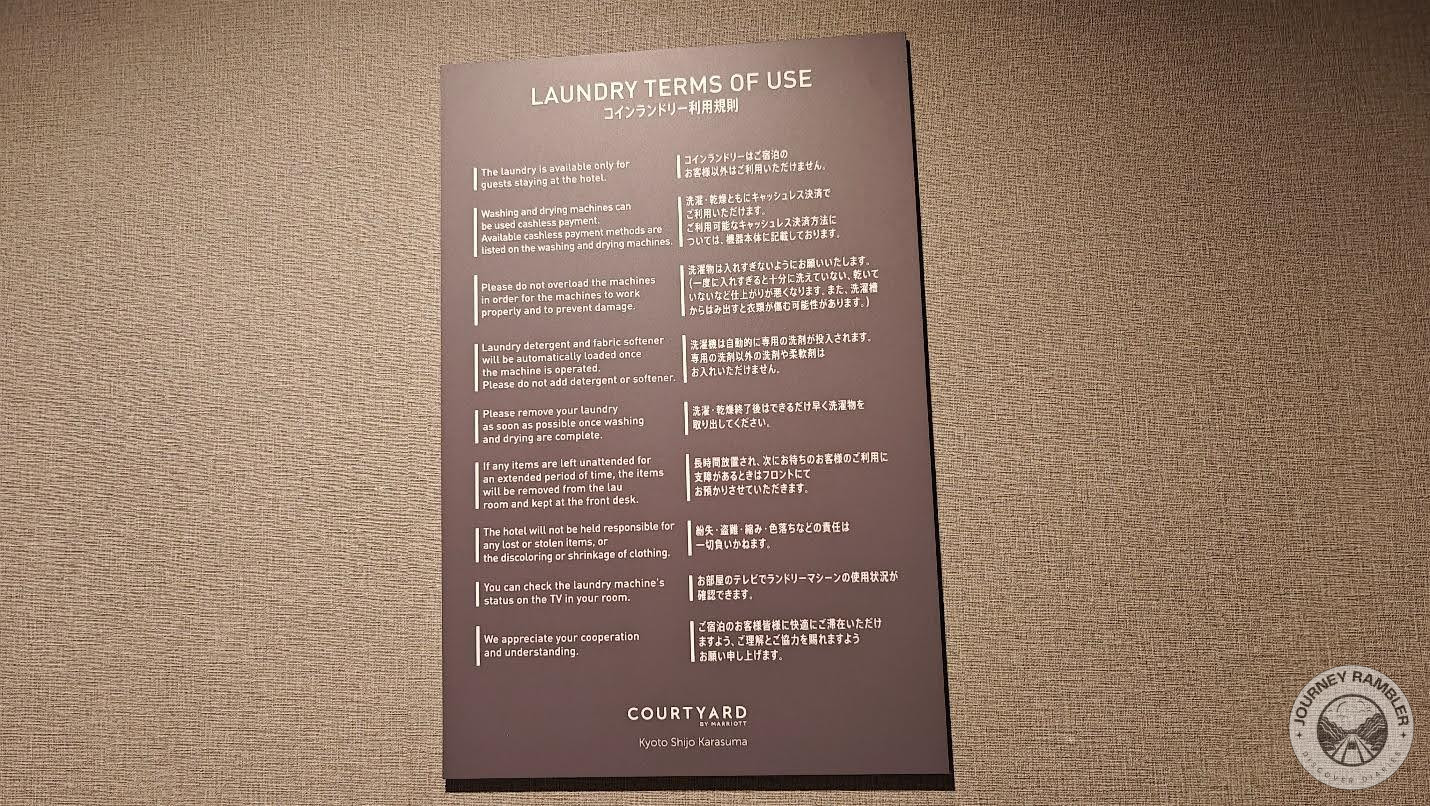 LAUNDRY TERMS OF USE
コインランドリー利用規則
The laundry is available only for
guests staying at the hotel.
コインランドリーはご宿泊の
お客様以外はご利用いただけません。
Washing and drying machines can
be used cashless payment.
Available cashless payment methods are
listed on the washing and drying machines.
洗濯・乾燥ともにキャッシュレス決済で
ご利用いただけます。
ご利用可能なキャッシュレス決済方法に
ついては、機器本体に記載しております。
Please do not overload the machines
in order for the machines to work
properly and to prevent damage.
洗濯物は入れすぎないようにお願いいたします。
(一度に入れすぎると十分に洗えていない、乾いて
いないなど仕上がりが悪くなります。また、洗濯槽
からはみ出すと衣類が傷む可能性があります。)
Laundry detergent and fabric softener
will be automatically loaded once
the machine is operated.
Please do not add detergent or softener.
洗濯機は自動的に専用の洗剤が投入されます。
専用の洗剤以外の洗剤や柔軟剤は
お入れいただけません。
Please remove your laundry
as soon as possible once washing
and drying are complete.
洗濯・乾燥終了後はできるだけ早く洗濯物を
取り出してください。
If any items are left unattended for
an extended period of time, the items
will be removed from the lau
room and kept at the front desk.
長時間放置され、次にお待ちのお客様のご利用に
支障があるときはフロントにて
お預かりさせていただきます。
The hotel will not be held responsible for
any lost or stolen items, or
the discoloring or shrinkage of clothing.
紛失・盗難・縮み・色落ちなどの責任は
一切負いかねます。
You can check the laundry machine's
status on the TV in your room.
お部屋のテレビでランドリーマシーンの使用状況が
確認できます。
We appreciate your cooperation
and understanding.
ご宿泊のお客様皆様に快適にご滞在いただけ
ますよう、ご理解とご協力を賜れますよう
お願い申し上げます。
COURTYARD
BY MARRIOTT
Kyoto Shijo Karasuma
JOURNEY RAMBLER